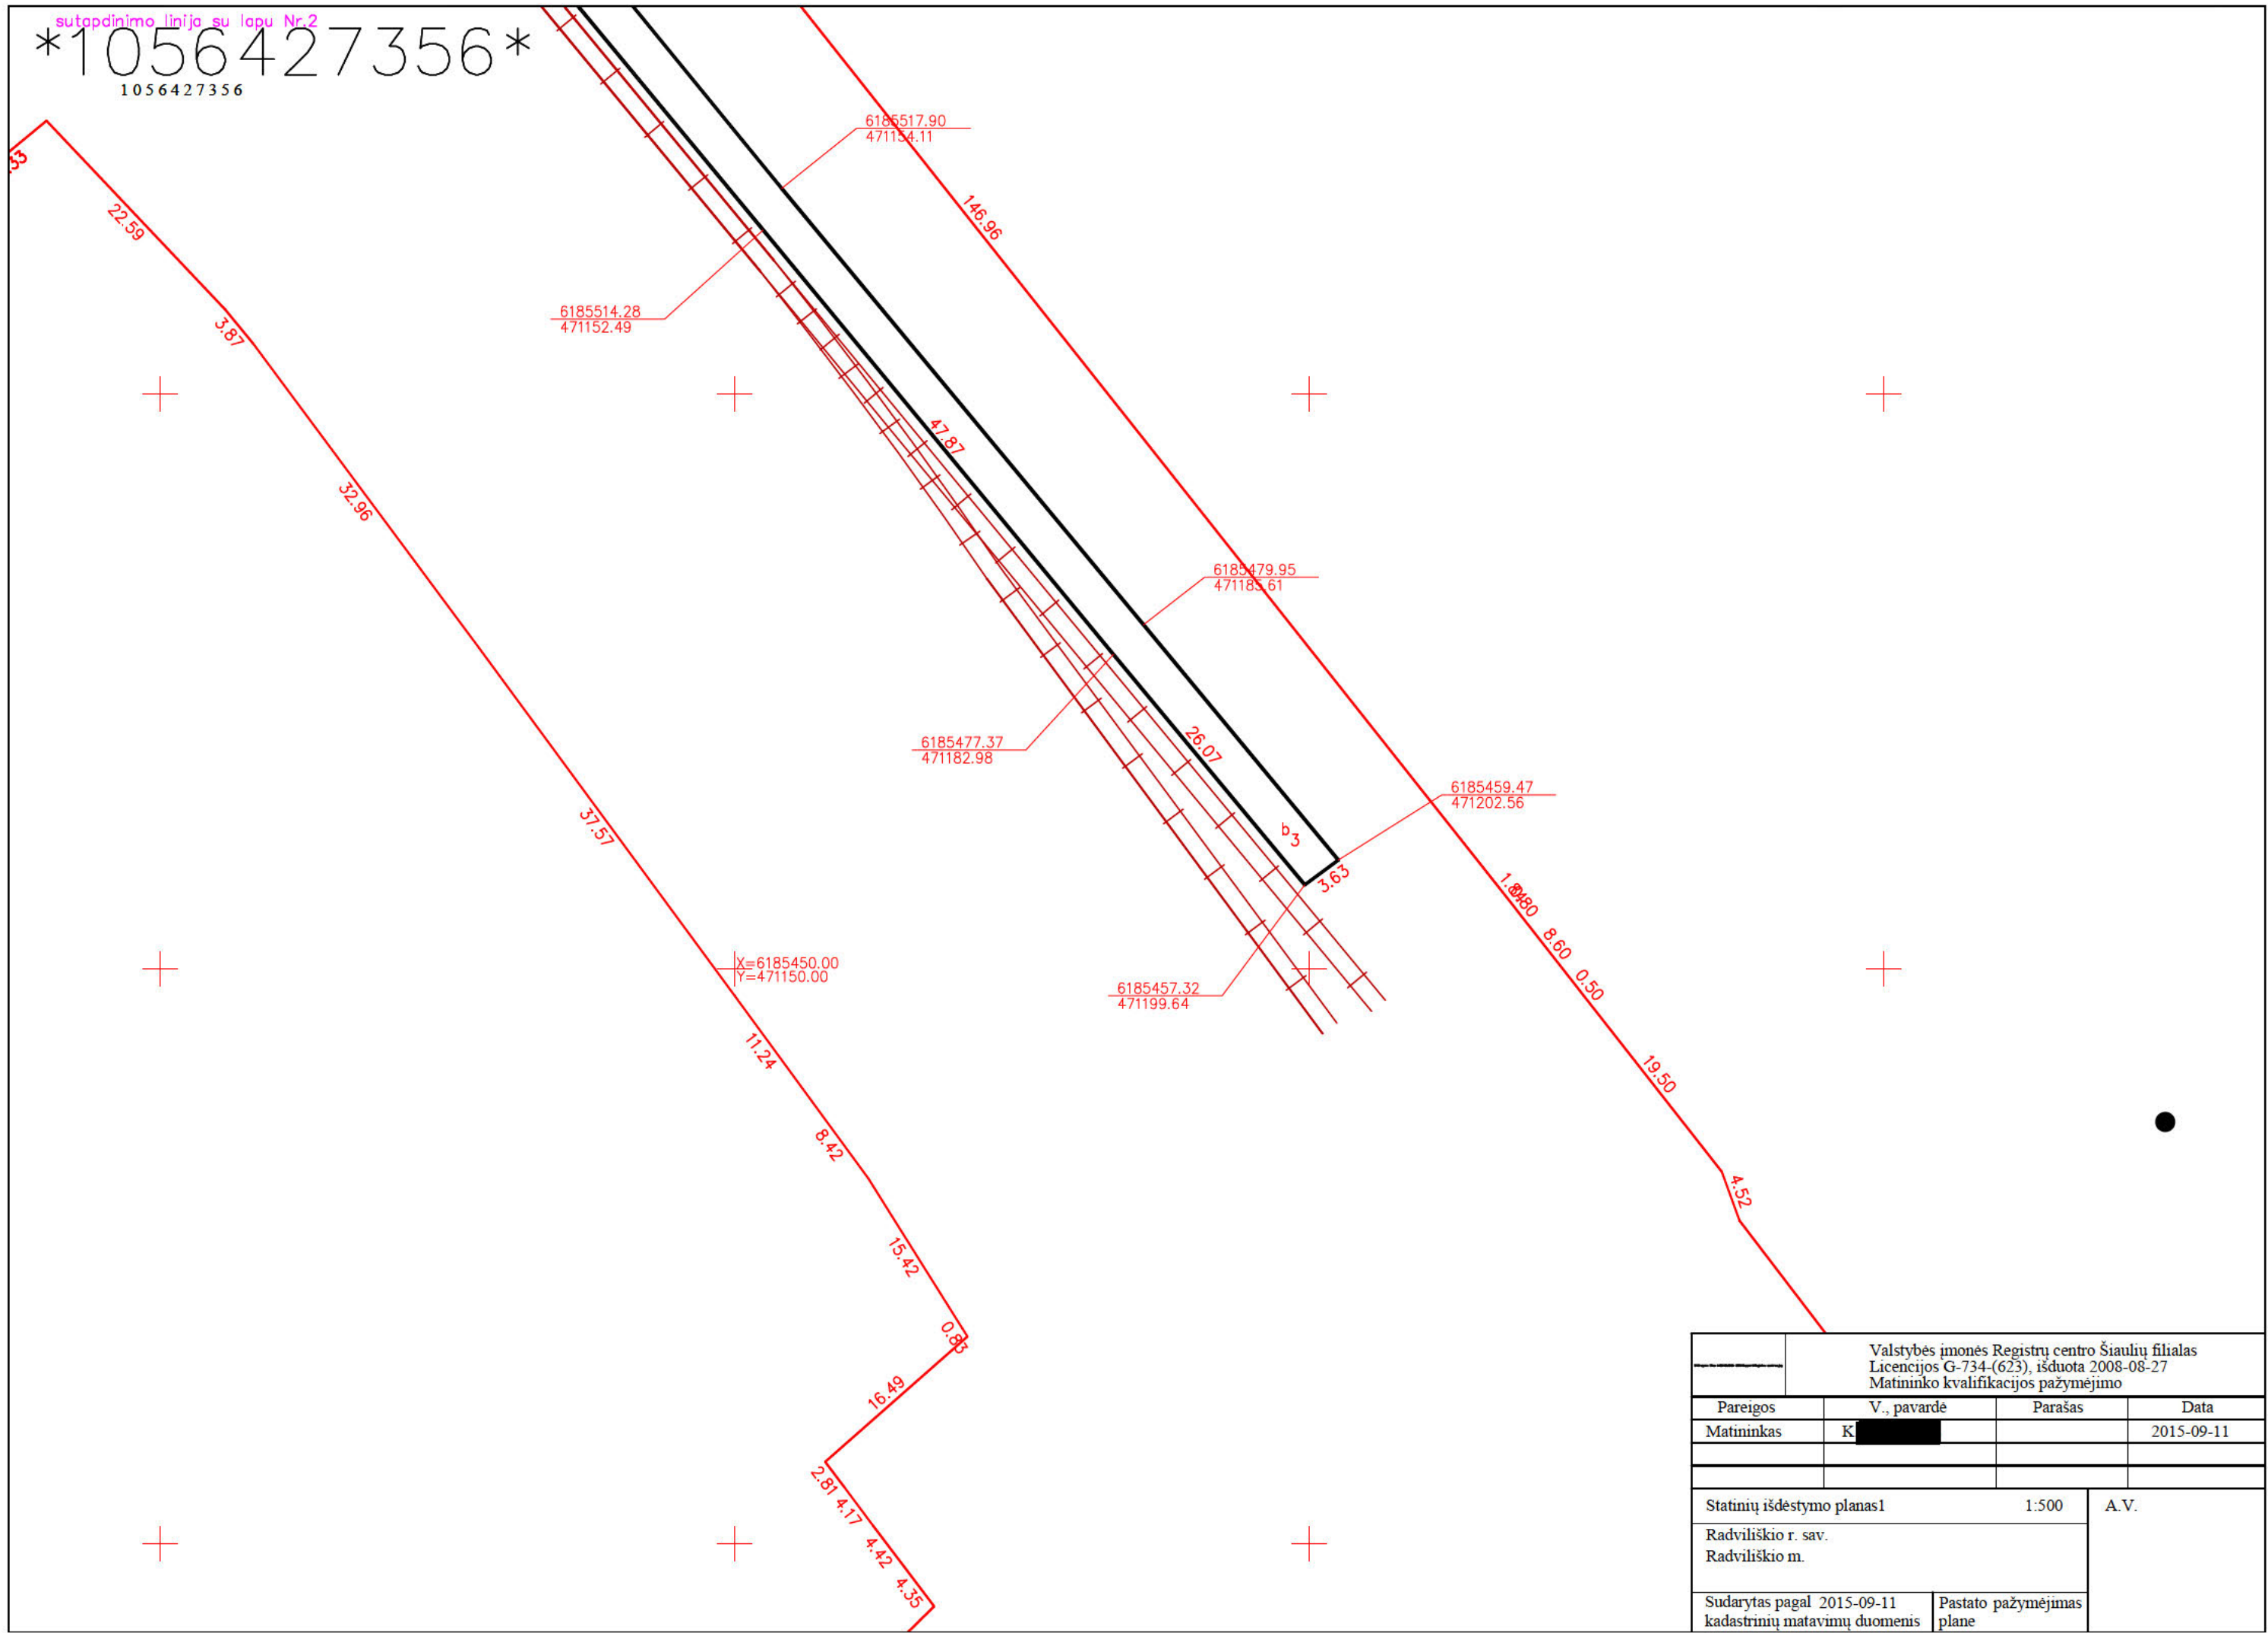 sutapdinimo linija su lapu Nr.2
*1056427356*
1056427356
22.59
3.87
32.96
37.57
11.24
8.42
15.42
0.83
16.49
2.81
4.17
4.42
4.35
6185517.90
471154.11
146.96
6185514.28
471152.49
47.87
6185479.95
471185.61
6185477.37
471182.98
26.07
6185459.47
471202.56
b3
3.63
6185457.32
471199.64
X=6185450.00
Y=471150.00
8.60
0.50
19.50
4.52
Valstybės įmonės Registrų centro Šiaulių filialas
Licencijos G-734-(623), išduota 2008-08-27
Matininko kvalifikacijos pažymėjimo
Pareigos V., pavardė Parašas Data
Matininkas K 2015-09-11
Statinių išdėstymo planas1 1:500 A.V.
Radviliškio r. sav.
Radviliškio m.
Sudarytas pagal 2015-09-11
kadastrinių matavimų duomenis
Pastato pažymėjimas
plane